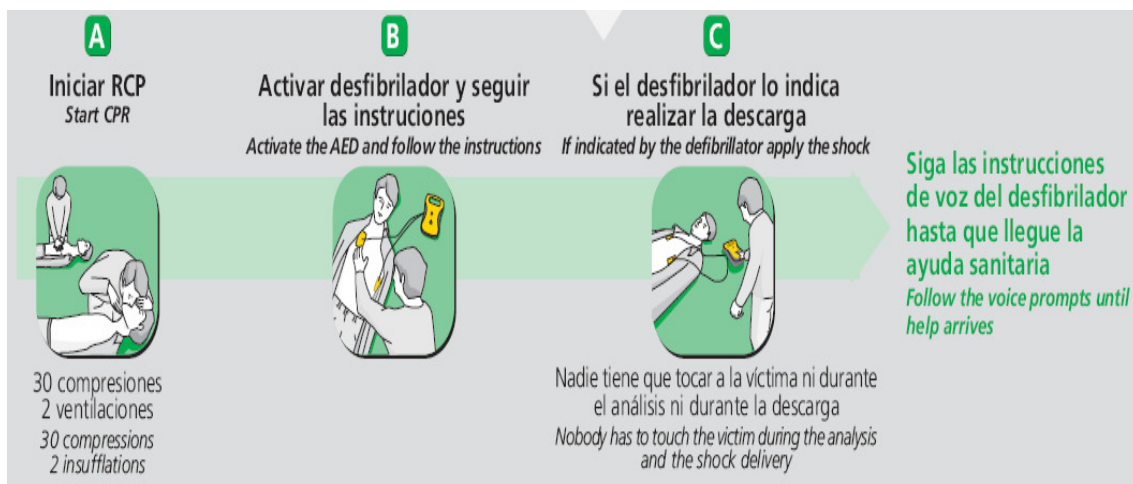 A
Iniciar RCP
Start CPR
30 compresiones
2 ventilaciones
30 compressions
2 insufflations
B
Activar desfibrilador y seguir
las instruciones
Activate the AED and follow the instructions
C
Si el desfibrilador lo indica
realizar la descarga
If indicated by the defibrillator apply the shock
Nadie tiene que tocar a la víctima ni durante
el análisis ni durante la descarga
Nobody has to touch the victim during the analysis
and the shock delivery
Siga las instrucciones
de voz del desfibrilador
hasta que llegue la
ayuda sanitaria
Follow the voice prompts until
help arrives